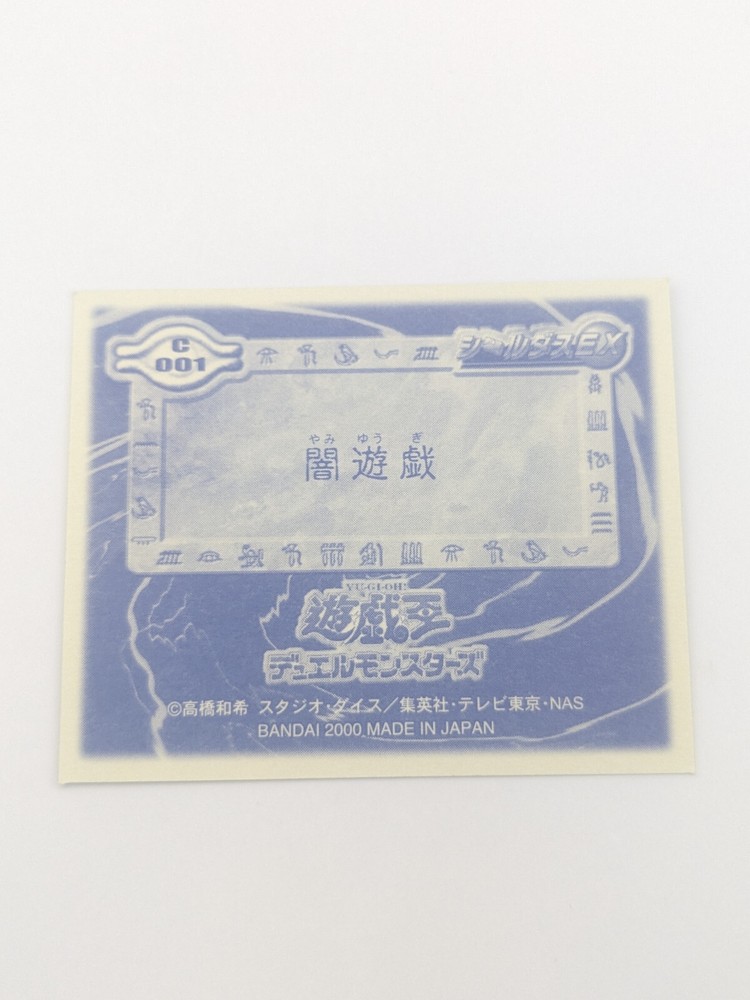 C
001
シールダスEX
やみ ゆう ぎ
闇遊戯
YU-GI-OH!
遊戯王
デュエルモンスターズ
©高橋和希 スタジオ・ダイス／集英社・テレビ東京・NAS
BANDAI 2000 MADE IN JAPAN